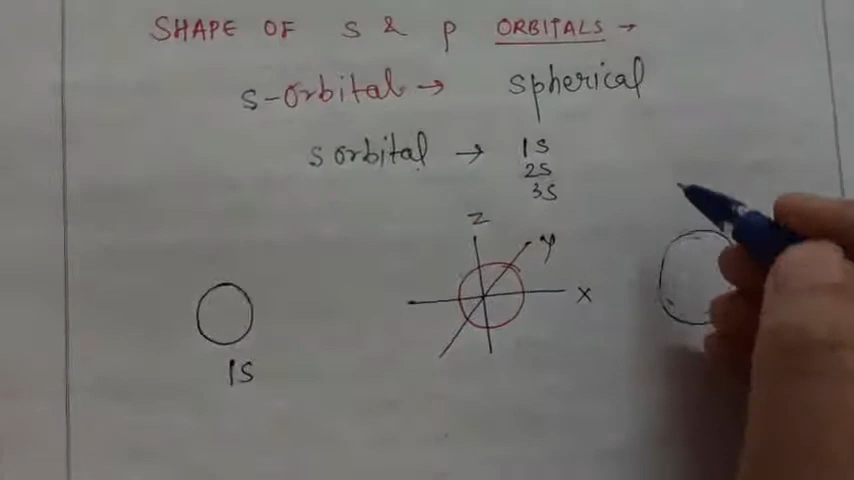 SHAPE OF s & p ORBITALS →
s-orbital → spherical
s orbital → 1s
2s
3s
z
y
x
1s